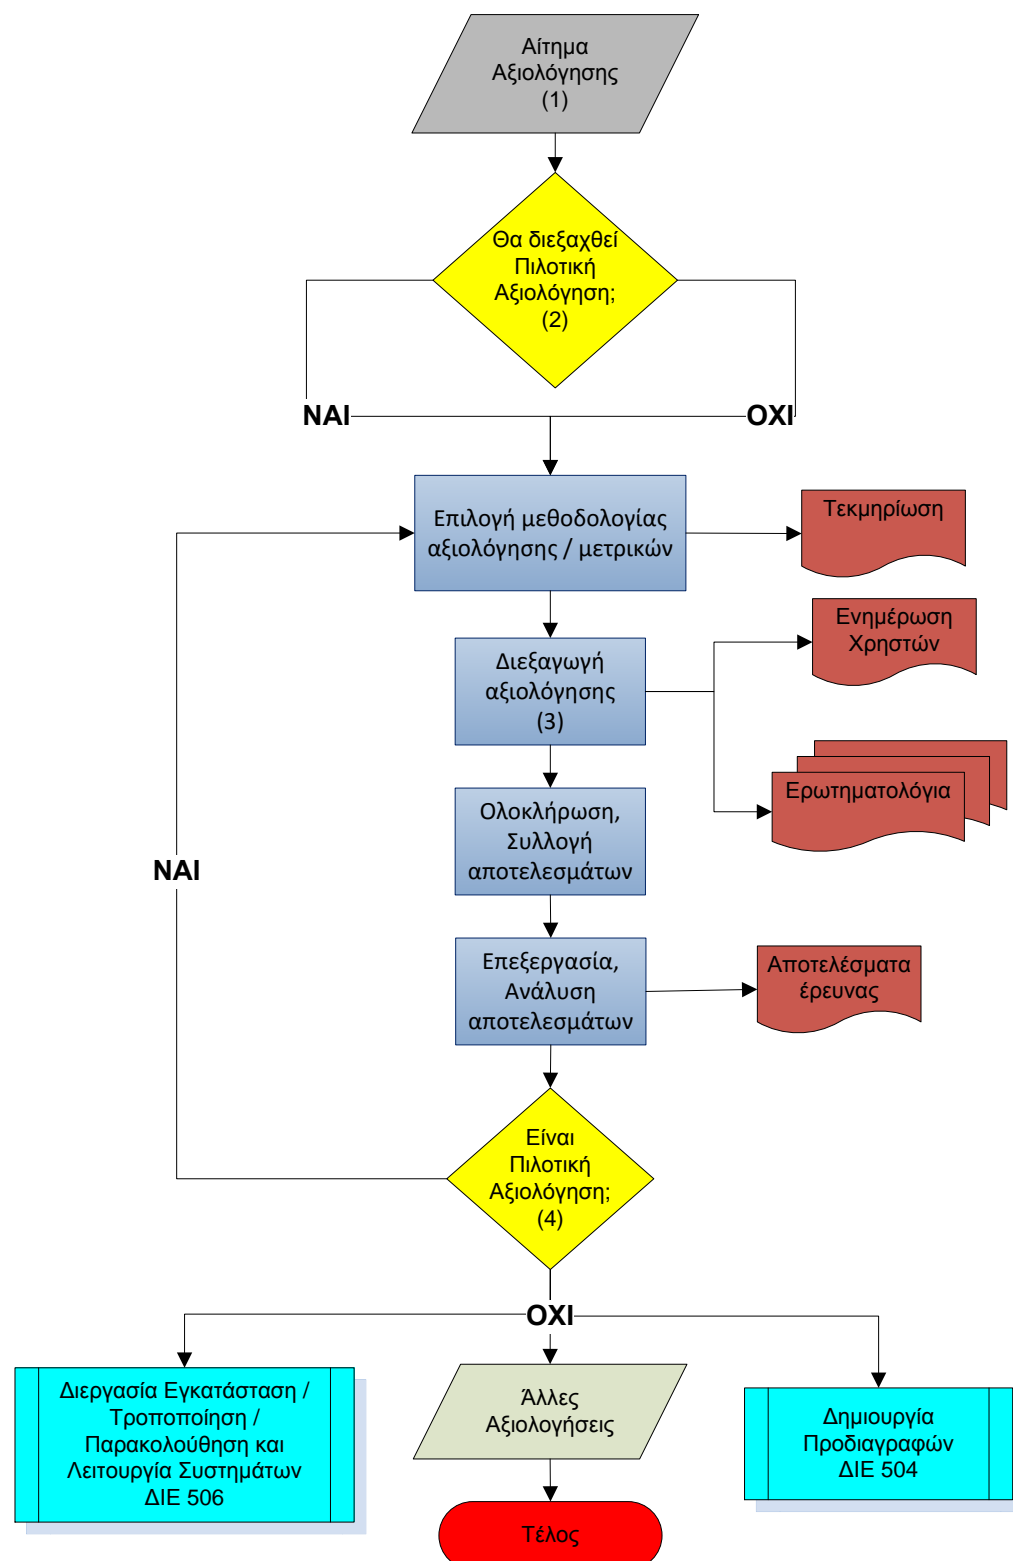 Αίτημα
Αξιολόγησης
(1)
Θα διεξαχθεί
Πιλοτική
Αξιολόγηση;
(2)
ΝΑΙ
ΟΧΙ
Επιλογή μεθοδολογίας
αξιολόγησης / μετρικών
Τεκμηρίωση
Διεξαγωγή
αξιολόγησης
(3)
Ενημέρωση
Χρηστών
Ερωτηματολόγια
Ολοκλήρωση,
Συλλογή
αποτελεσμάτων
ΝΑΙ
Επεξεργασία,
Ανάλυση
αποτελεσμάτων
Αποτελέσματα
έρευνας
Είναι
Πιλοτική
Αξιολόγηση;
(4)
ΟΧΙ
Διεργασία Εγκατάσταση /
Τροποποίηση /
Παρακολούθηση και
Λειτουργία Συστημάτων
ΔΙΕ 506
Άλλες
Αξιολογήσεις
Δημιουργία
Προδιαγραφών
ΔΙΕ 504
Τέλος